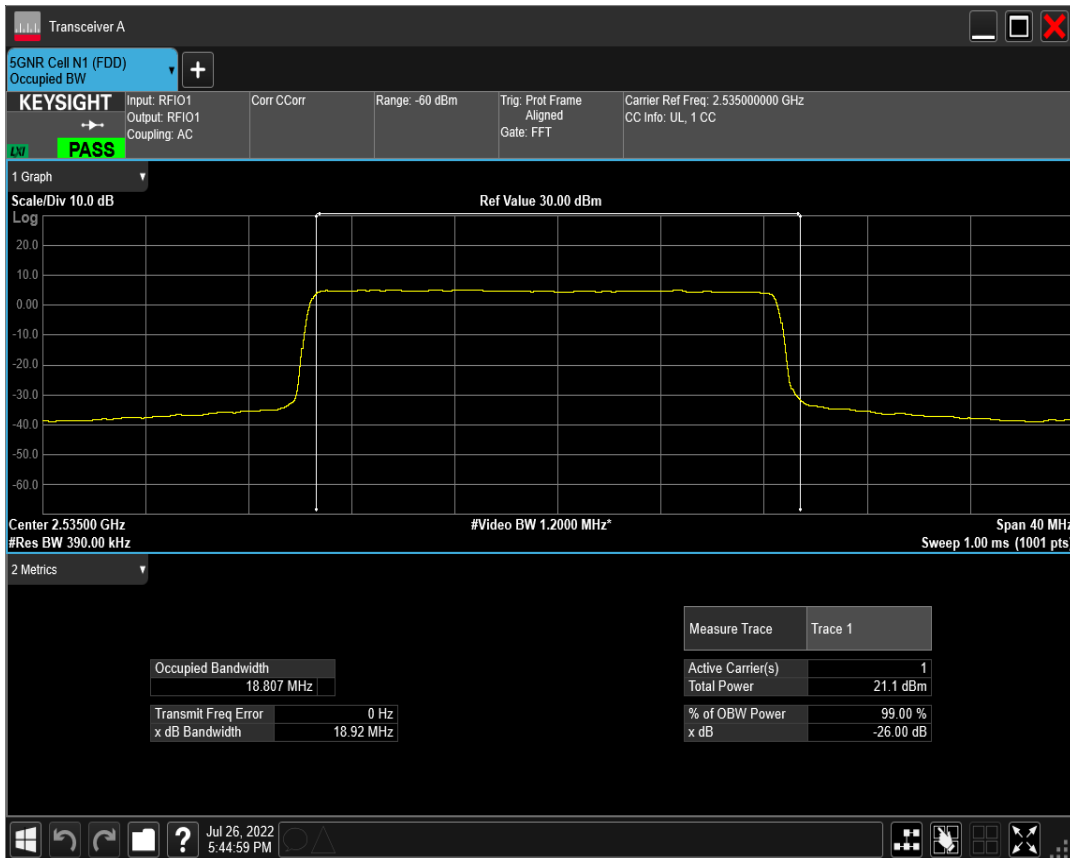 Transceiver A
5GNR Cell N1 (FDD)
Occupied BW
+
KEYSIGHT
LXI
PASS
Input: RFIO1
Output: RFIO1
Coupling: AC
Corr CCorr
Range: -60 dBm
Trig: Prot Frame
Aligned
Gate: FFT
Carrier Ref Freq: 2.535000000 GHz
CC Info: UL, 1 CC
1 Graph
Scale/Div 10.0 dB
Ref Value 30.00 dBm
Log
20.0
10.0
0.00
-10.0
-20.0
-30.0
-40.0
-50.0
-60.0
Center 2.53500 GHz
#Video BW 1.2000 MHz*
Span 40 MHz
#Res BW 390.00 kHz
Sweep 1.00 ms (1001 pts)
2 Metrics
Measure Trace Trace 1
Occupied Bandwidth
18.807 MHz
Active Carrier(s) 1
Total Power 21.1 dBm
Transmit Freq Error 0 Hz
x dB Bandwidth 18.92 MHz
% of OBW Power 99.00 %
x dB -26.00 dB
?
Jul 26, 2022
5:44:59 PM